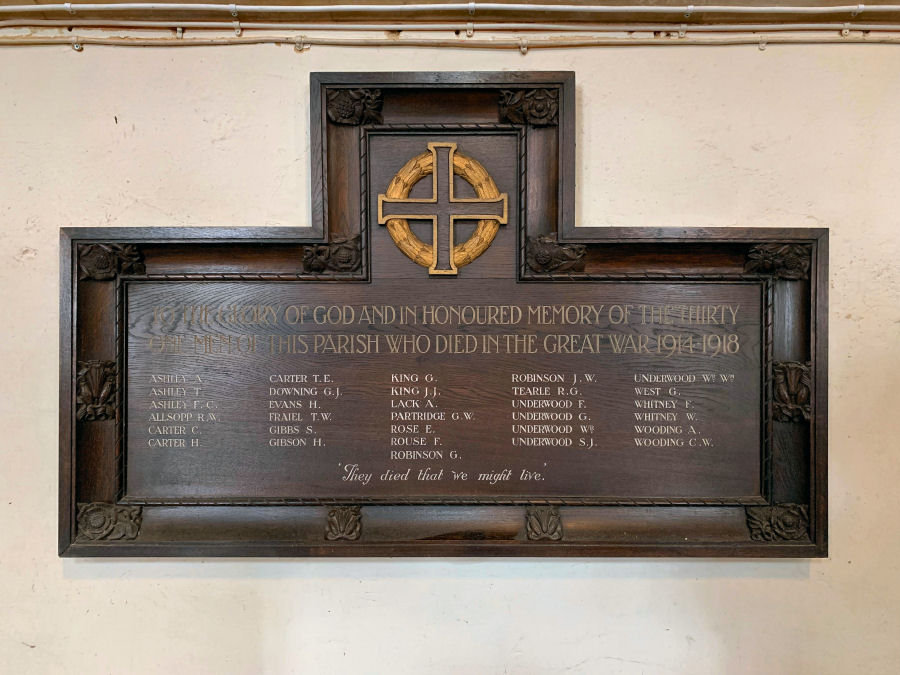 TO THE GLORY OF GOD AND IN HONOURED MEMORY OF THE THIRTY
ONE MEN OF THIS PARISH WHO DIED IN THE GREAT WAR 1914-1918
ASHLEY A.
ASHLEY T.
ASHLEY F. C.
ALLSOPP R.W.
CARTER C.
CARTER H.
CARTER T. E.
DOWNING G. J.
EVANS H.
FRAIEL T. W.
GIBBS S.
GIBSON H.
KING G.
KING J. J.
LACK A.
PARTRIDGE G. W.
ROSE E.
ROUSE F.
ROBINSON G.
ROBINSON J. W.
TEARLE R. G.
UNDERWOOD F.
UNDERWOOD G.
UNDERWOOD Wᴹ
UNDERWOOD S. J.
UNDERWOOD Wᴹ Wᴹ
WEST G.
WHITNEY F.
WHITNEY W.
WOODING A.
WOODING C. W.
'They died that we might live.'